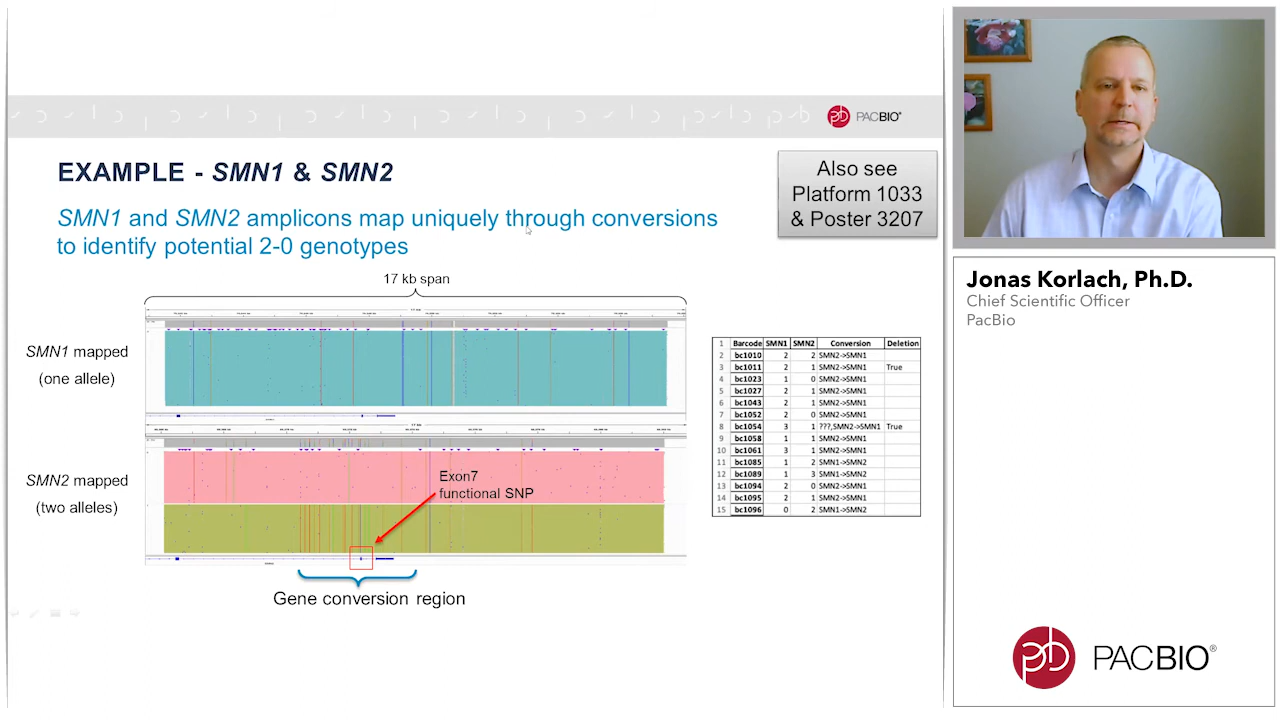 PACBIO®
EXAMPLE - SMN1 & SMN2
Also see
Platform 1033
& Poster 3207
SMN1 and SMN2 amplicons map uniquely through conversions
to identify potential 2-0 genotypes
17 kb span
SMN1 mapped
(one allele)
SMN2 mapped
(two alleles)
Exon7
functional SNP
Gene conversion region
1 Barcode SMN1 SMN2 Conversion Deletion
2 bc1010 2 2 SMN2->SMN1
3 bc1011 2 1 SMN2->SMN1 True
4 bc1023 1 0 SMN2->SMN1
5 bc1027 2 1 SMN2->SMN1
6 bc1043 2 1 SMN2->SMN1
7 bc1052 2 0 SMN2->SMN1
8 bc1054 3 1 ???,SMN2->SMN1 True
9 bc1058 1 1 SMN2->SMN1
10 bc1061 3 1 SMN2->SMN1
11 bc1085 1 2 SMN1->SMN2
12 bc1089 1 3 SMN1->SMN2
13 bc1094 2 0 SMN2->SMN1
14 bc1095 2 1 SMN2->SMN1
15 bc1096 0 2 SMN1->SMN2
Jonas Korlach, Ph.D.
Chief Scientific Officer
PacBio
PACBIO®